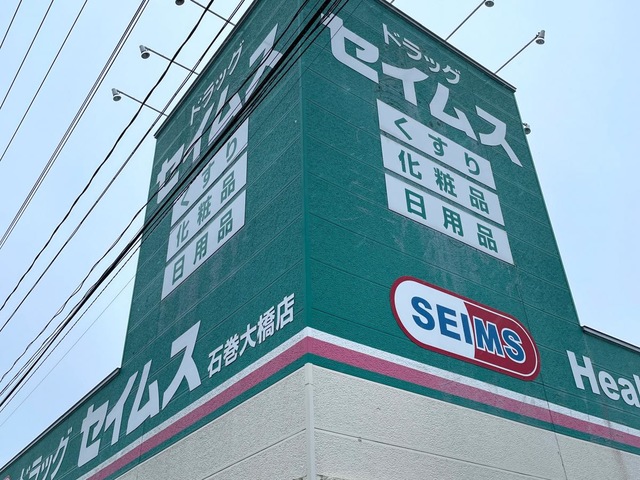 ドラッグ
セイムス
くすり
化粧品
日用品
ドラッグ
セイムス
くすり
化粧品
日用品
ドラッグ セイムス 石巻大橋店
SEIMS
Heal